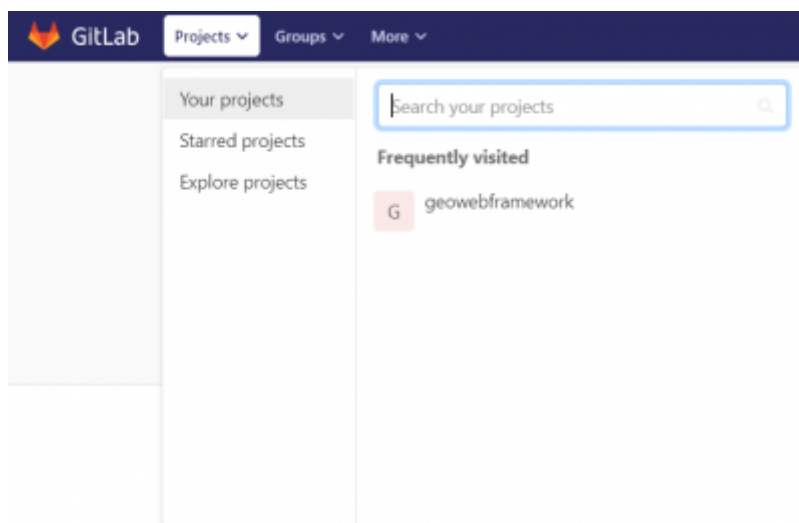 GitLab Projects Groups More
Your projects
Starred projects
Explore projects
Search your projects
Frequently visited
G geowebframework